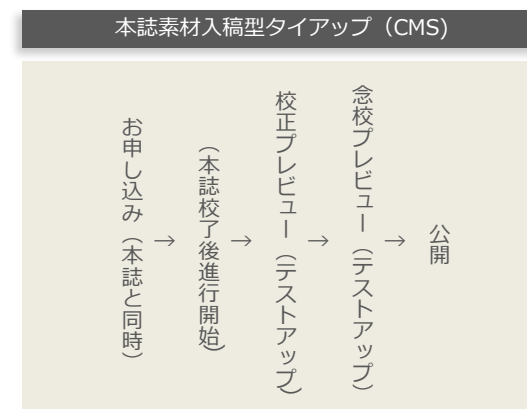 本誌素材入稿型タイアップ（CMS)
お申し込み（本誌と同時）
→
（本誌校了後進行開始）
→
校正プレビュー（テストアップ）
→
念校プレビュー（テストアップ）
→
公開